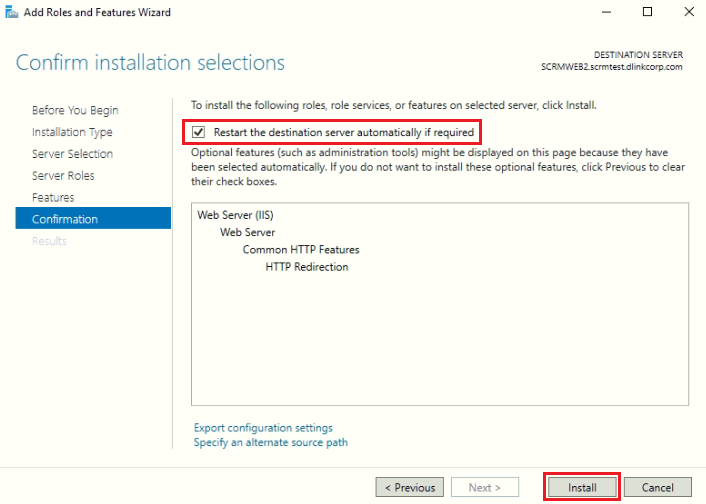 Add Roles and Features Wizard
Confirm installation selections
DESTINATION SERVER
SCRMWEB2.scrmtest.dlinkcorp.com
Before You Begin
Installation Type
Server Selection
Server Roles
Features
Confirmation
Results
To install the following roles, role services, or features on selected server, click Install.
Restart the destination server automatically if required
Optional features (such as administration tools) might be displayed on this page because they have
been selected automatically. If you do not want to install these optional features, click Previous to clear
their check boxes.
Web Server (IIS)
Web Server
Common HTTP Features
HTTP Redirection
Export configuration settings
Specify an alternate source path
< Previous
Next >
Install
Cancel